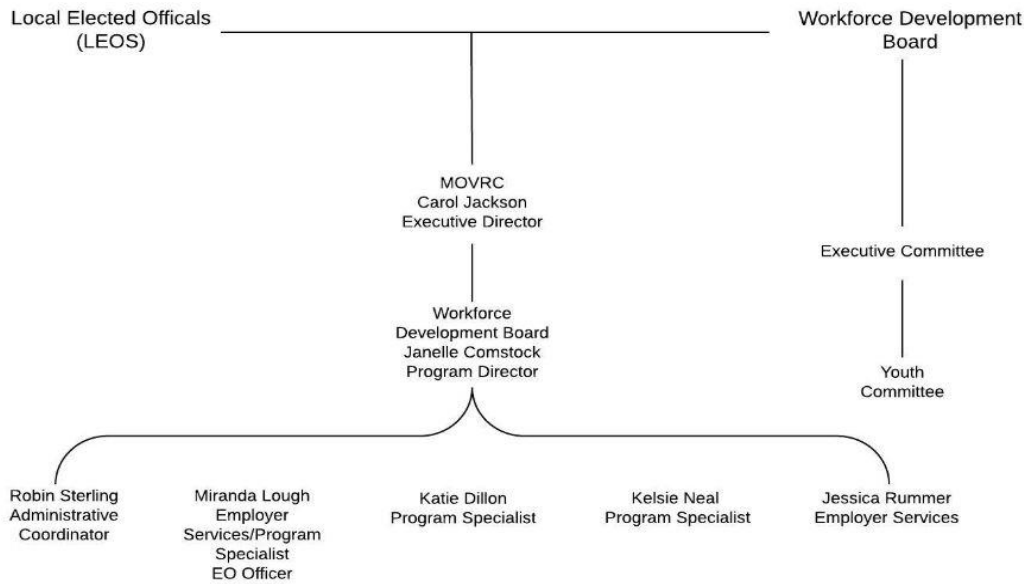 Local Elected Officals
(LEOS)
Workforce Development
Board
MOVRC
Carol Jackson
Executive Director
Executive Committee
Workforce
Development Board
Janelle Comstock
Program Director
Youth
Committee
Robin Sterling
Administrative
Coordinator
Miranda Lough
Employer
Services/Program
Specialist
EO Officer
Katie Dillon
Program Specialist
Kelsie Neal
Program Specialist
Jessica Rummer
Employer Services